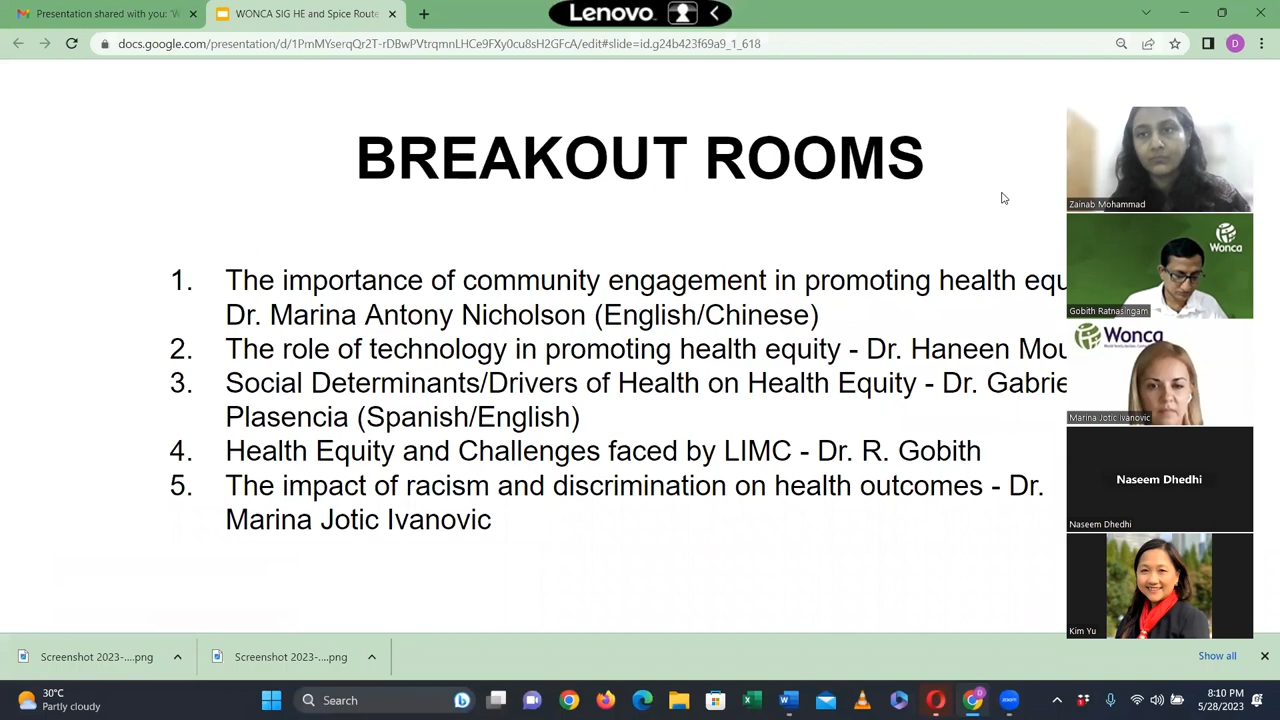 Presentation shared with you: "W
WONCA SIG HE and Spice Route
Lenovo
docs.google.com/presentation/d/1PmMYserqQr2T-rDBwPVtrqmnLHCe9FXy0cu8sH2GFcA/edit#slide=id.g24b423f69a9_1_618
D
BREAKOUT ROOMS
1. The importance of community engagement in promoting health equ
Dr. Marina Antony Nicholson (English/Chinese)
2. The role of technology in promoting health equity - Dr. Haneen Mou
3. Social Determinants/Drivers of Health on Health Equity - Dr. Gabrie
Plasencia (Spanish/English)
4. Health Equity and Challenges faced by LIMC - Dr. R. Gobith
5. The impact of racism and discrimination on health outcomes - Dr.
Marina Jotic Ivanovic
Zainab Mohammad
Wonca
Gobith Ratnasingam
Wonca
Marina Jotic Ivanovic
Naseem Dhedhi
Naseem Dhedhi
Kim Yu
Screenshot 2023-....png
Screenshot 2023-....png
Show all
30°C
Partly cloudy
Search
8:10 PM
5/28/2023